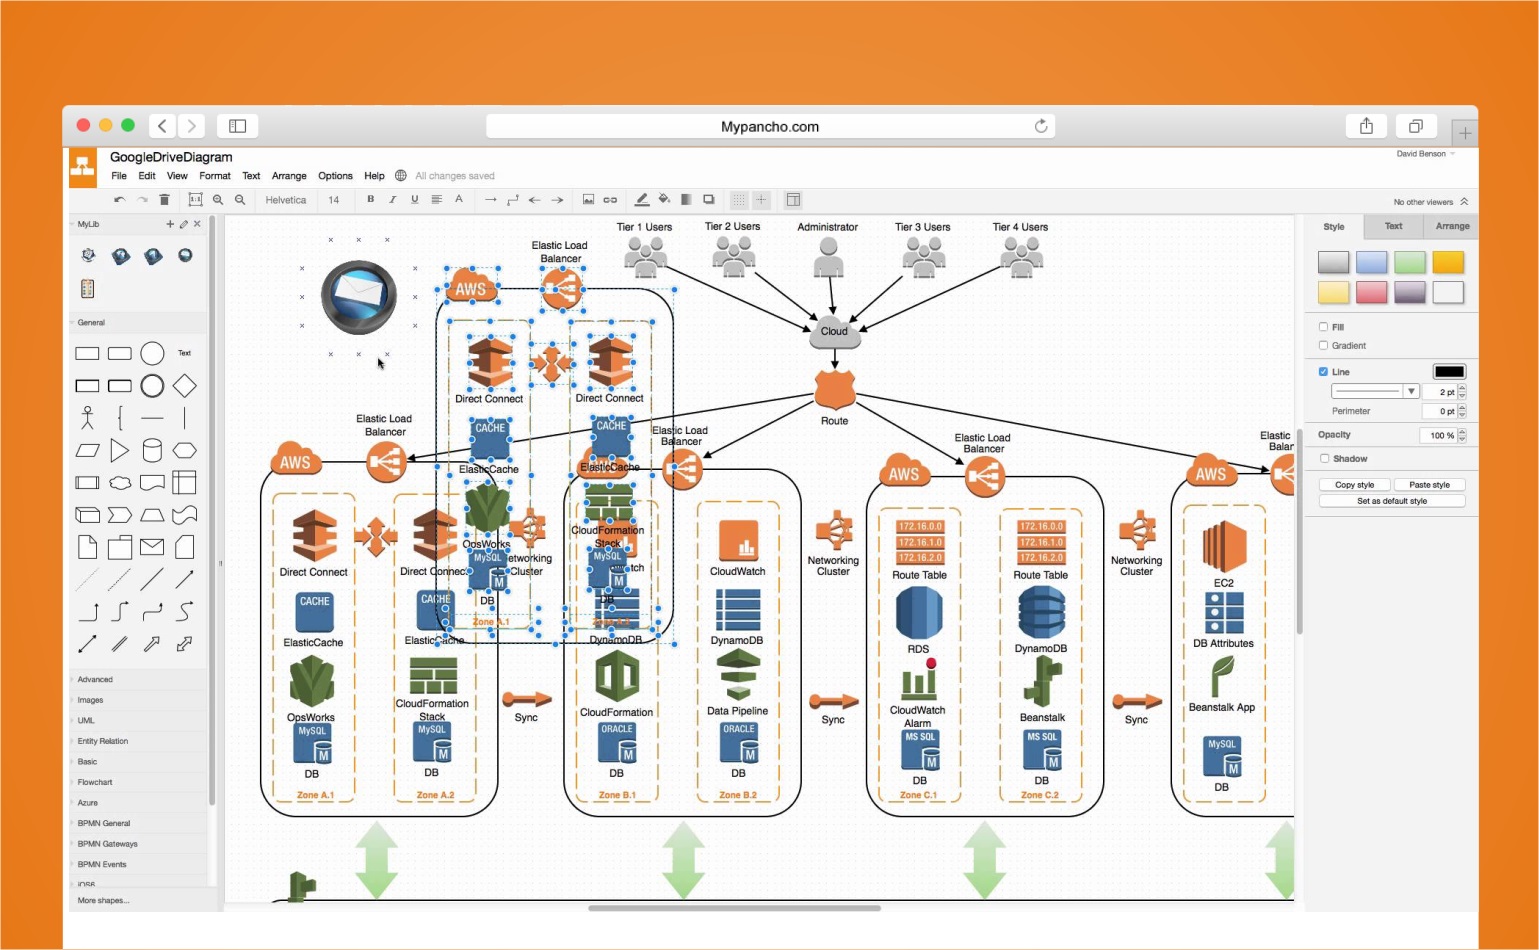 Mypancho.com
GoogleDriveDiagram
David Benson
File Edit View Format Text Arrange Options Help All changes saved
Helvetica 14 B I U A
No other viewers
MyLib
General
Text
Advanced
Images
UML
Entity Relation
Basic
Flowchart
Azure
BPMN General
BPMN Gateways
BPMN Events
iOS6
More shapes...
Tier 1 Users
Tier 2 Users
Administrator
Tier 3 Users
Tier 4 Users
Elastic Load
Balancer
AWS
Cloud
Route
Direct Connect
Direct Connect
CACHE
CACHE
ElasticCache
ElasticCache
OpsWorks
CloudFormation
Stack
MySQL
MySQL
DB
DB
Zone A.1
Elastic Load
Balancer
AWS
Direct Connect
Direct Connect
CACHE
CACHE
ElasticCache
ElasticCache
OpsWorks
CloudFormation
Stack
MySQL
MySQL
DB
DB
Zone A.1
Zone A.2
Networking
Cluster
Sync
Elastic Load
Balancer
CloudWatch
DynamoDB
DynamoDB
CloudFormation
Data Pipeline
ORACLE
ORACLE
DB
DB
Zone B.1
Zone B.2
Networking
Cluster
Sync
AWS
Elastic Load
Balancer
172.16.0.0
172.16.1.0
172.16.2.0
Route Table
172.16.0.0
172.16.1.0
172.16.2.0
Route Table
RDS
DynamoDB
CloudWatch
Alarm
Beanstalk
MS SQL
MS SQL
DB
DB
Zone C.1
Zone C.2
Networking
Cluster
Sync
AWS
Elastic
Balan
EC2
DB Attributes
Beanstalk App
MySQL
DB
Style Text Arrange
Fill
Gradient
Line
2 pt
Perimeter 0 pt
Opacity 100 %
Shadow
Copy style Paste style
Set as default style